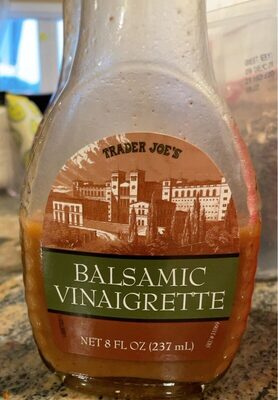 TRADER JOE'S
BALSAMIC
VINAIGRETTE
NET 8 FL OZ (237 mL)